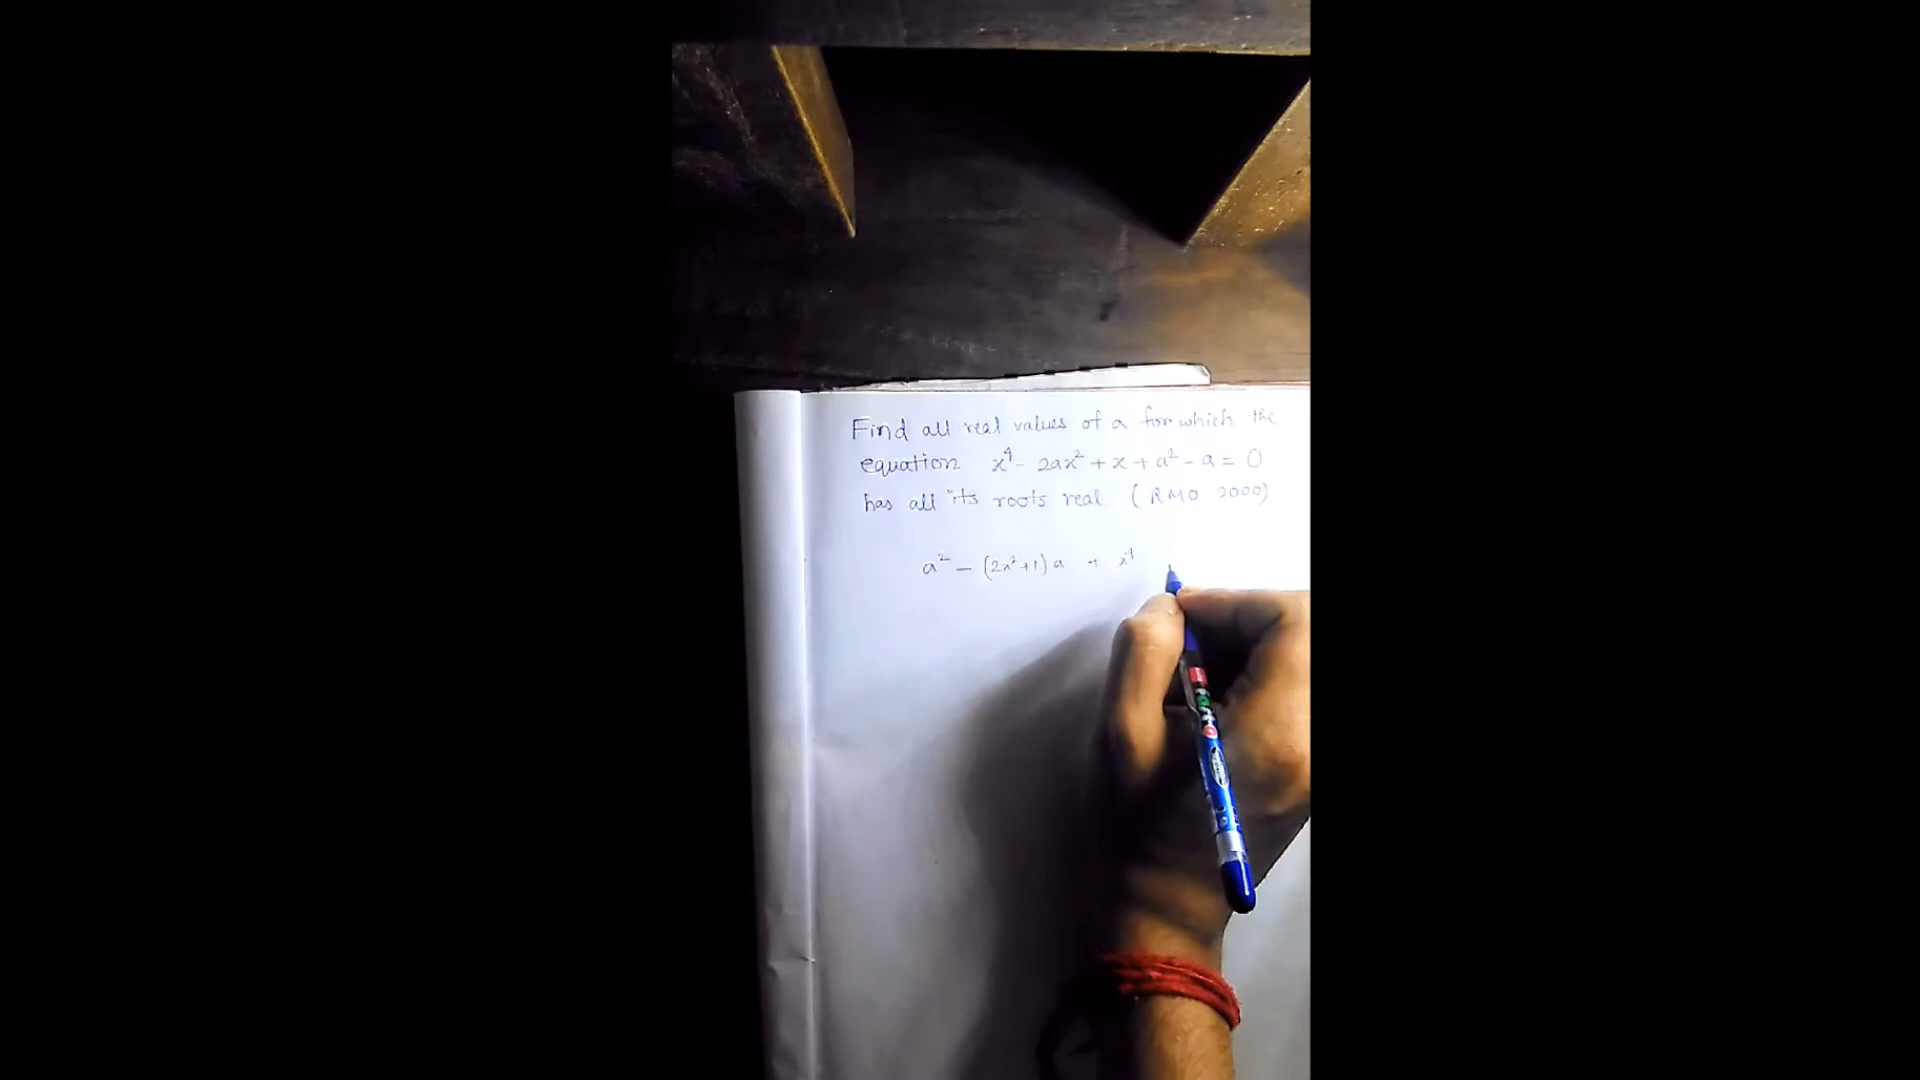 Find all real values of a for which the
equation x⁴ - 2ax² + x + a² - a = 0
has all its roots real (RMO 2000)
a² - (2x²+1)a + x⁴